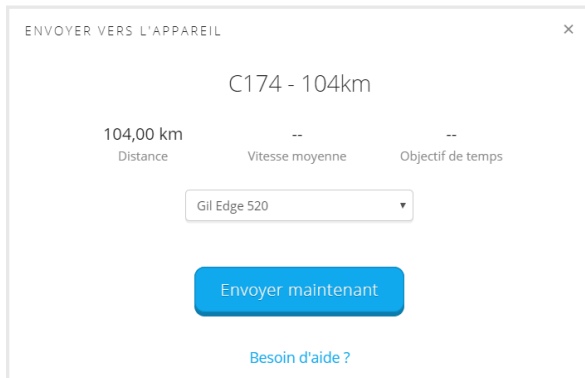 ENVOYER VERS L'APPAREIL ×
C174 - 104km
104,00 km -- --
Distance Vitesse moyenne Objectif de temps
Gil Edge 520
Envoyer maintenant
Besoin d'aide ?